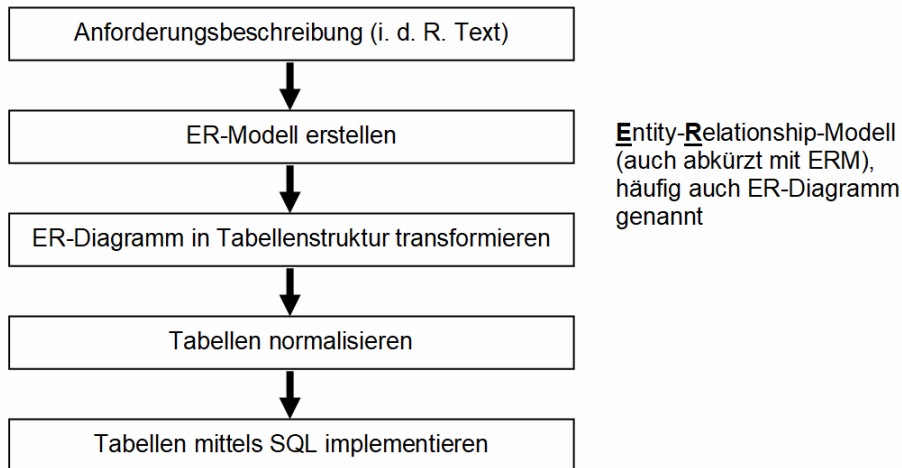 Anforderungsbeschreibung (i. d. R. Text)
ER-Modell erstellen
Entity-Relationship-Modell
(auch abkürzt mit ERM),
häufig auch ER-Diagramm
genannt
ER-Diagramm in Tabellenstruktur transformieren
Tabellen normalisieren
Tabellen mittels SQL implementieren